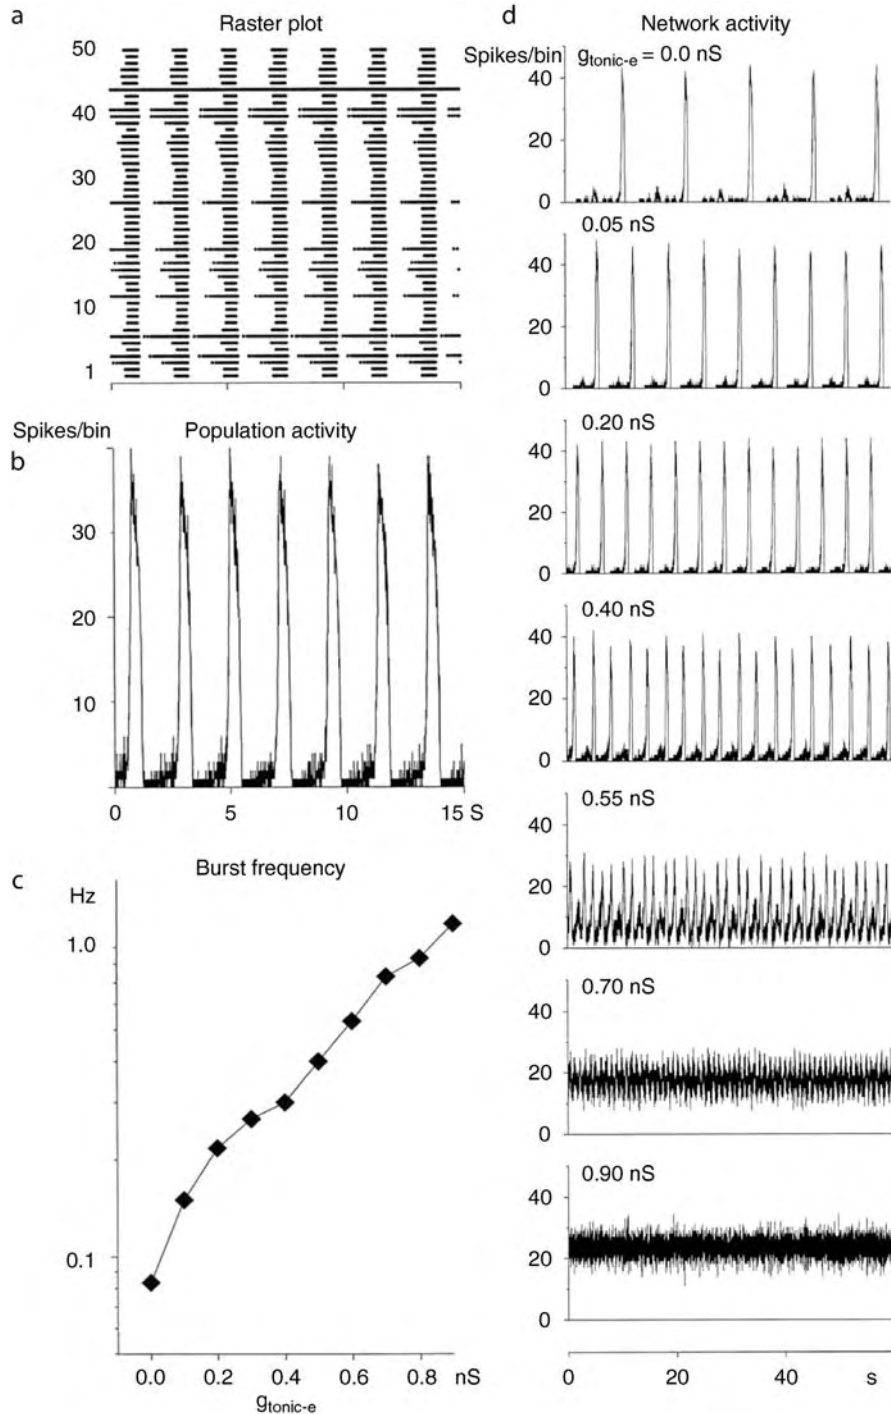 a
Raster plot
50
40
30
20
10
1
Spikes/bin
Population activity
b
30
20
10
0
5
10
15 S
Burst frequency
c
Hz
1.0
0.1
0.0
0.2
0.4
0.6
0.8
nS
g tonic-e
d
Network activity
Spikes/bin
g tonic-e = 0.0 nS
40
20
0
0.05 nS
40
20
0
0.20 nS
40
20
0
0.40 nS
40
20
0
0.55 nS
40
20
0
0.70 nS
40
20
0
0.90 nS
40
20
0
0
20
40
s